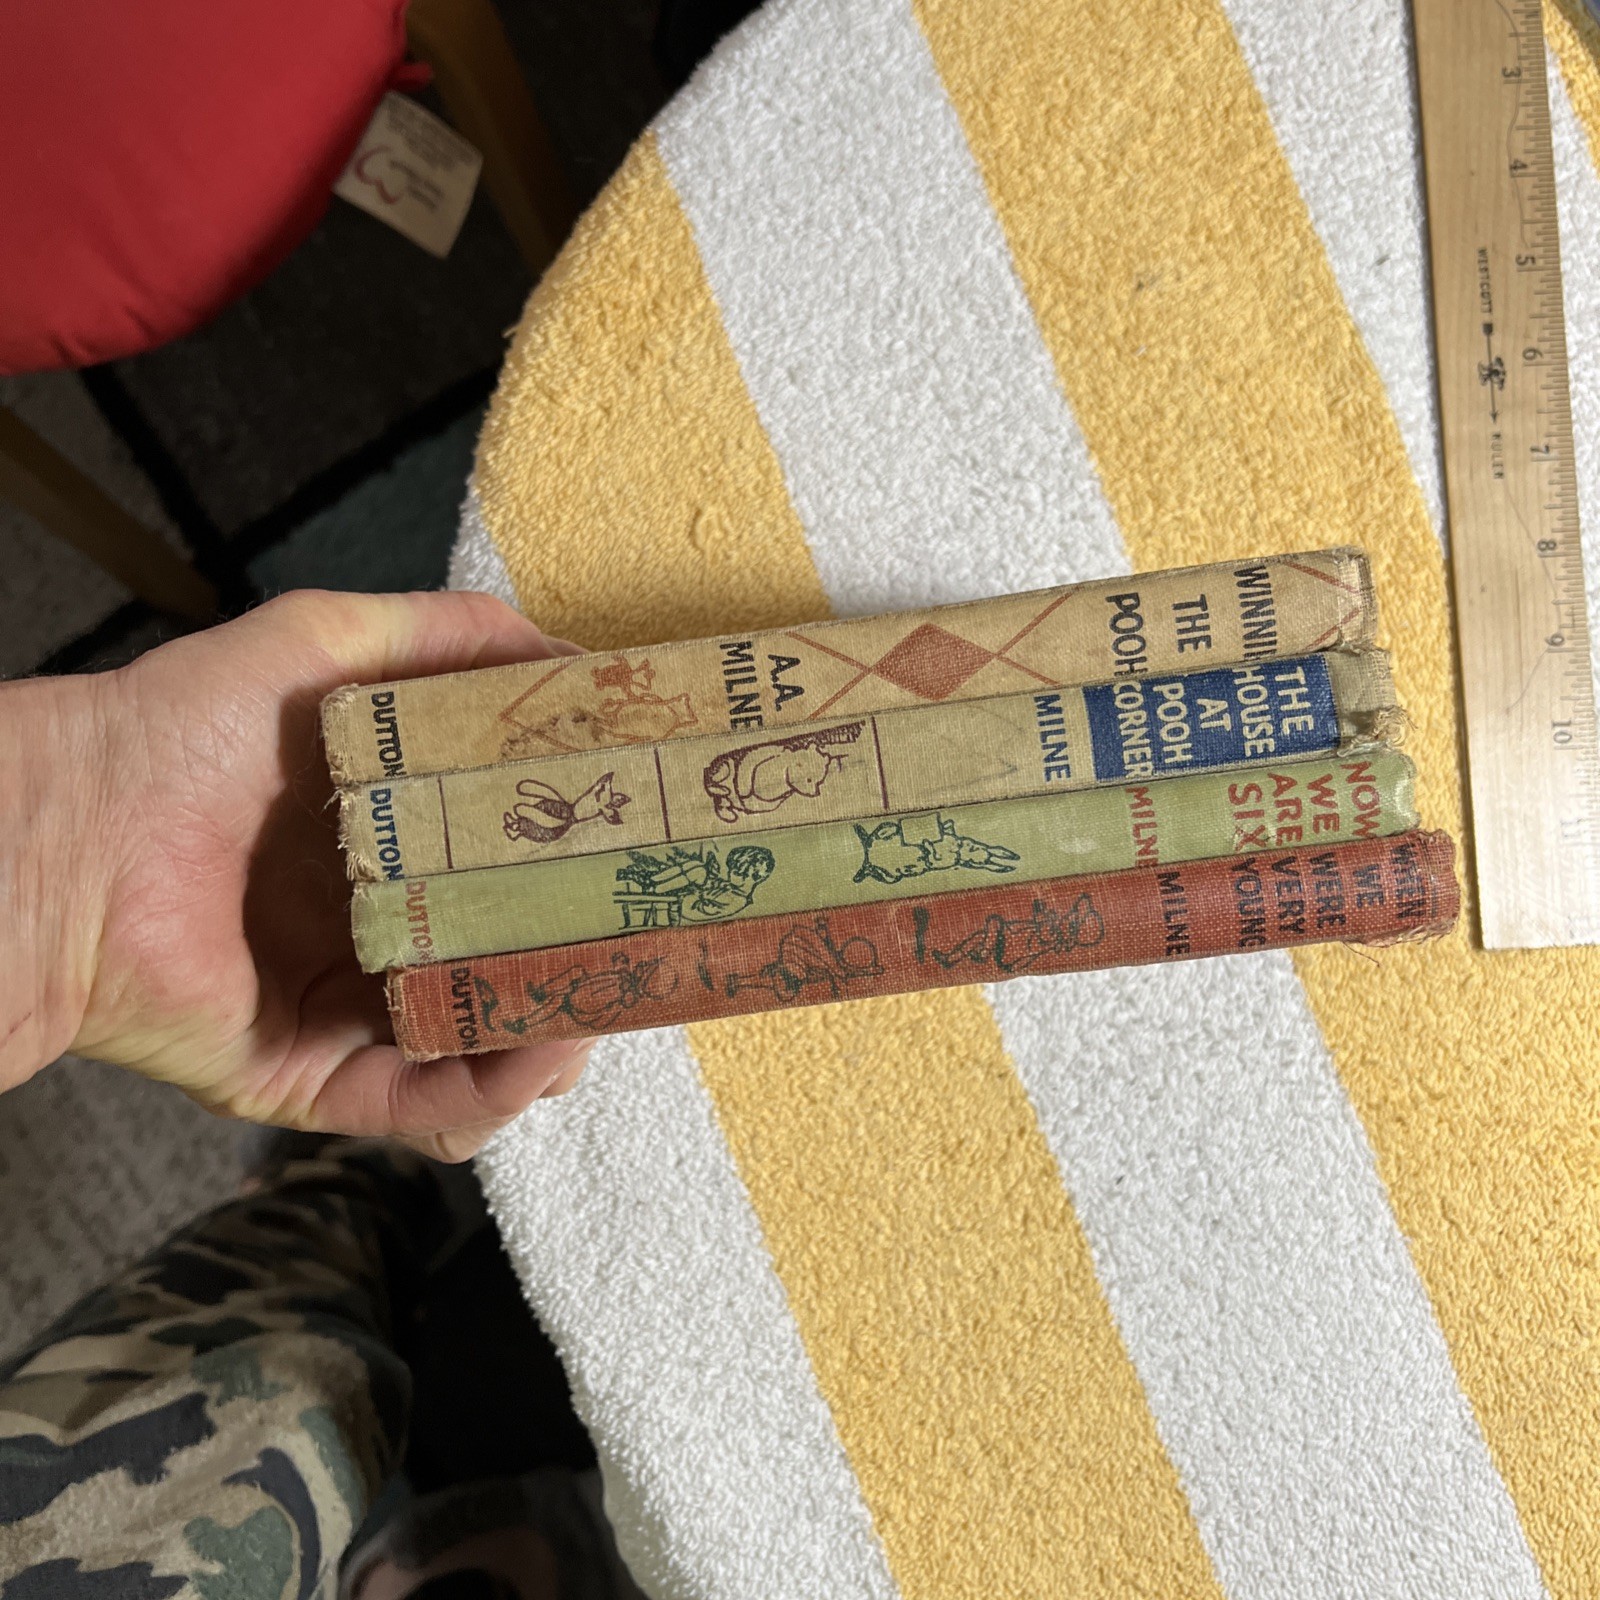 WINNI
THE
POOH
A.A.
MILNE
DUTTON
THE
HOUSE
AT
POOH
CORNER
MILNE
DUTTON
NOW
WE
ARE
SIX
MILNE
DUTTON
WHEN
WE
WERE
VERY
YOUNG
MILNE
DUTTON
3
4
5
6
7
8
9
10
11
WESTCOTT RULER